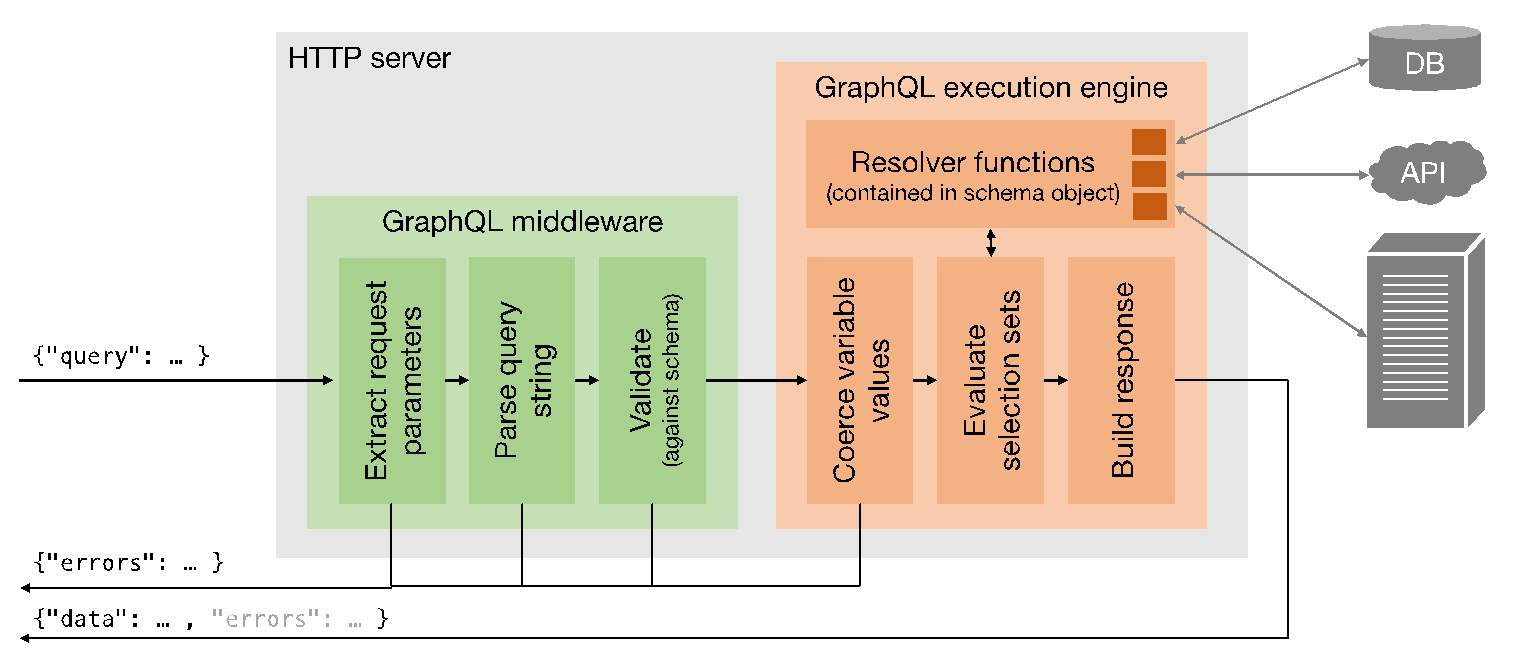 HTTP server
GraphQL execution engine
DB
Resolver functions
(contained in schema object)
API
GraphQL middleware
{"query": … }
Extract request
parameters
Parse query
string
Validate
(against schema)
Coerce variable
values
Evaluate
selection sets
Build response
{"errors": … }
{"data": … , "errors": … }